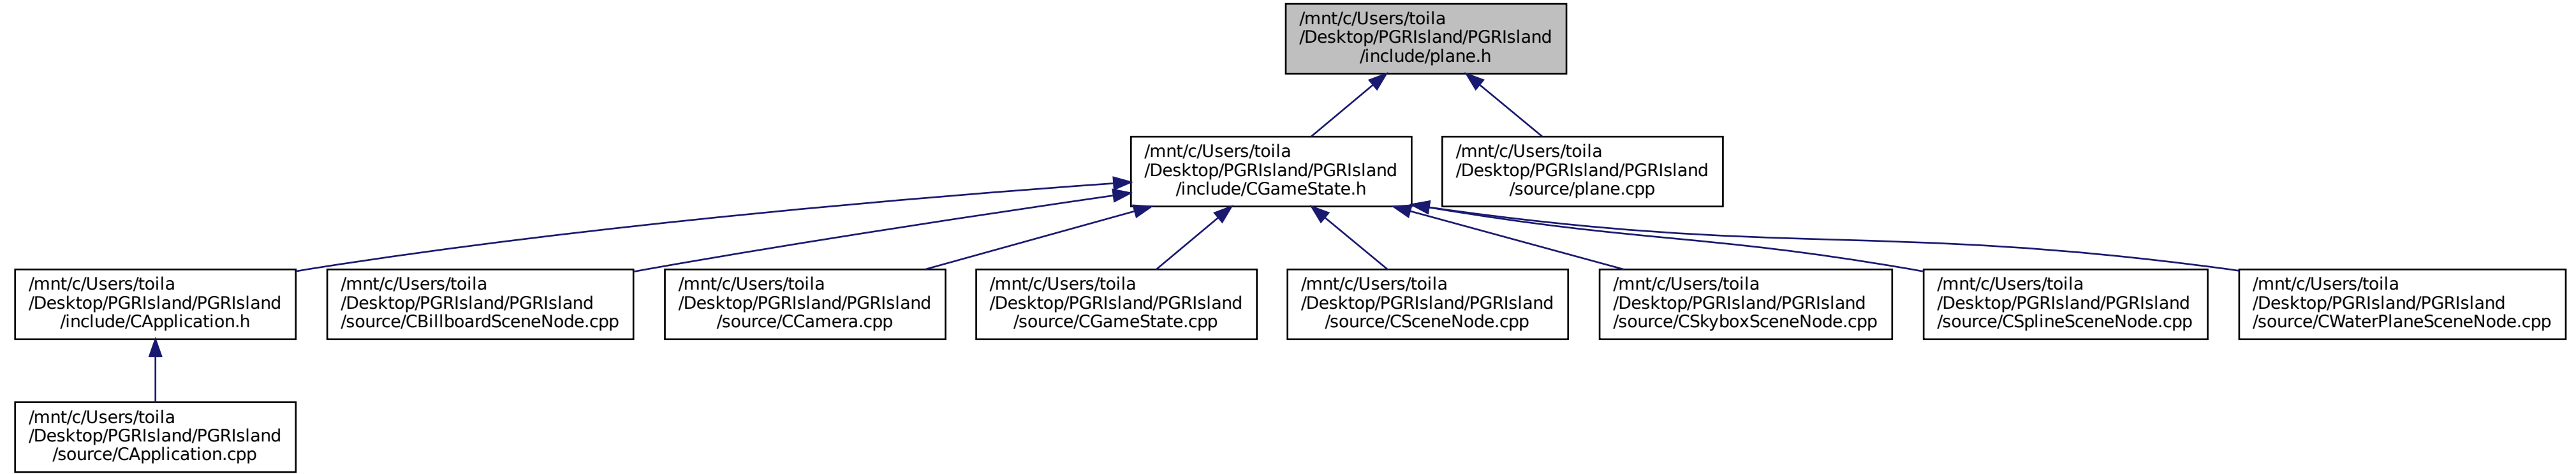 /mnt/c/Users/toila
/Desktop/PGRIsland/PGRIsland
/include/plane.h
/mnt/c/Users/toila
/Desktop/PGRIsland/PGRIsland
/include/CGameState.h
/mnt/c/Users/toila
/Desktop/PGRIsland/PGRIsland
/source/plane.cpp
/mnt/c/Users/toila
/Desktop/PGRIsland/PGRIsland
/include/CApplication.h
/mnt/c/Users/toila
/Desktop/PGRIsland/PGRIsland
/source/CBillboardSceneNode.cpp
/mnt/c/Users/toila
/Desktop/PGRIsland/PGRIsland
/source/CCamera.cpp
/mnt/c/Users/toila
/Desktop/PGRIsland/PGRIsland
/source/CGameState.cpp
/mnt/c/Users/toila
/Desktop/PGRIsland/PGRIsland
/source/CSceneNode.cpp
/mnt/c/Users/toila
/Desktop/PGRIsland/PGRIsland
/source/CSkyboxSceneNode.cpp
/mnt/c/Users/toila
/Desktop/PGRIsland/PGRIsland
/source/CSplineSceneNode.cpp
/mnt/c/Users/toila
/Desktop/PGRIsland/PGRIsland
/source/CWaterPlaneSceneNode.cpp
/mnt/c/Users/toila
/Desktop/PGRIsland/PGRIsland
/source/CApplication.cpp